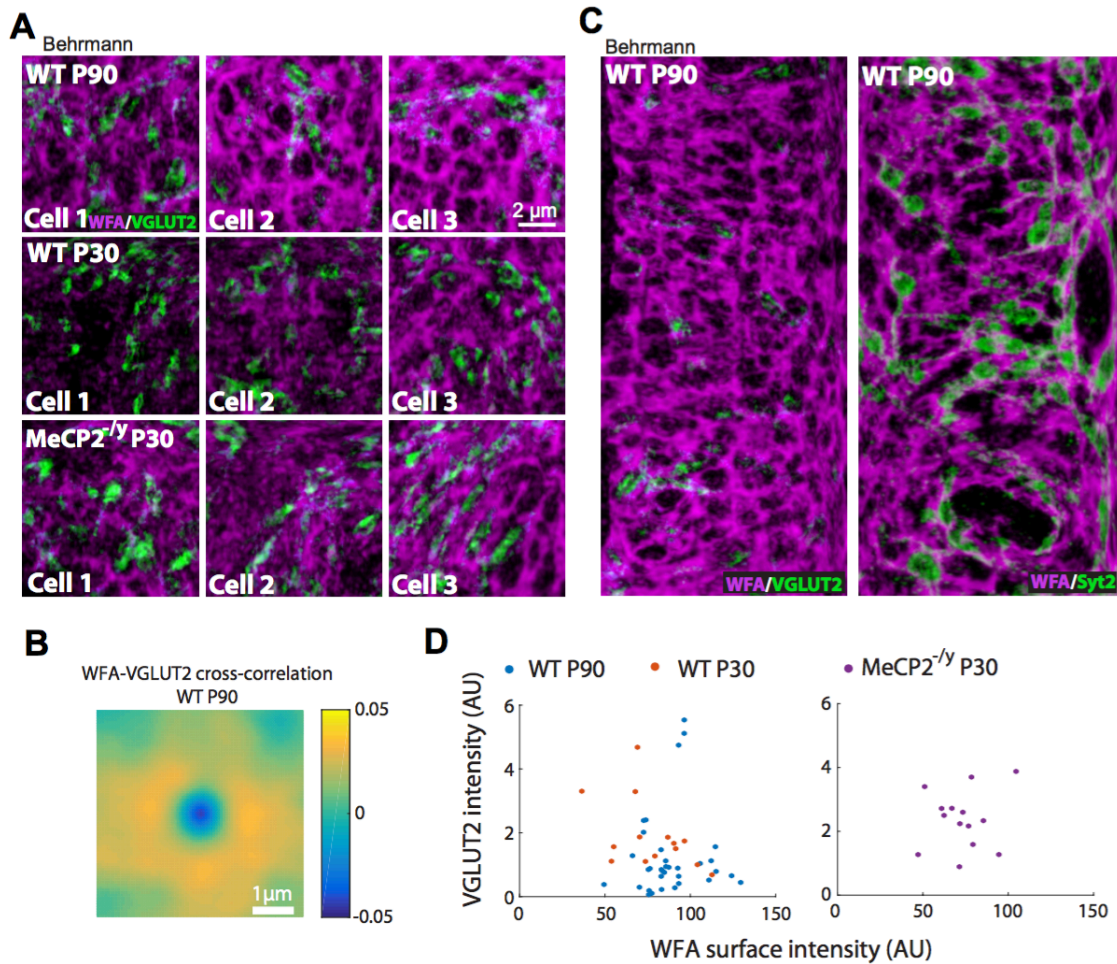 A
Behrmann
WT P90
Cell 1 WFA/VGLUT2
Cell 2
Cell 3
2 μm
WT P30
Cell 1
Cell 2
Cell 3
MeCP2-/y P30
Cell 1
Cell 2
Cell 3
B
WFA-VGLUT2 cross-correlation
WT P90
0.05
0
-0.05
1μm
C
Behrmann
WT P90
WT P90
WFA/VGLUT2
WFA/Syt2
D
WT P90
WT P30
MeCP2-/y P30
VGLUT2 intensity (AU)
6
4
2
0
0
50
100
150
6
4
2
0
0
50
100
150
WFA surface intensity (AU)